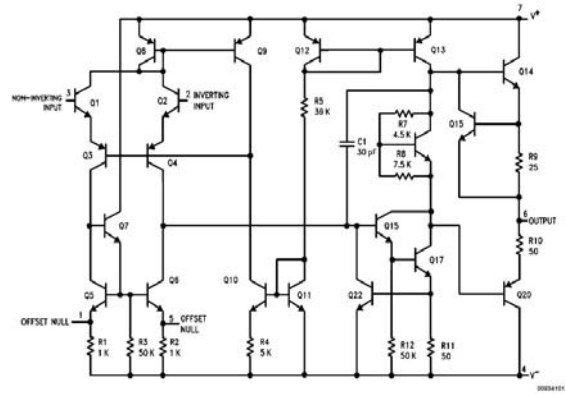 7 V+
Q8
Q9
Q12
Q13
Q14
3
NON-INVERTING
INPUT
Q1
Q2
2 INVERTING
INPUT
R5
39 K
Q15
R7
4.5 K
C1
30 pF
R8
7.5 K
R9
25
Q3
Q4
6
OUTPUT
Q7
Q15
R10
50
Q17
Q5
Q6
Q10
Q11
Q22
Q20
OFFSET NULL
1
5 OFFSET
NULL
R1
1 K
R3
50 K
R2
1 K
R4
5 K
R12
50 K
R11
50
4
V-